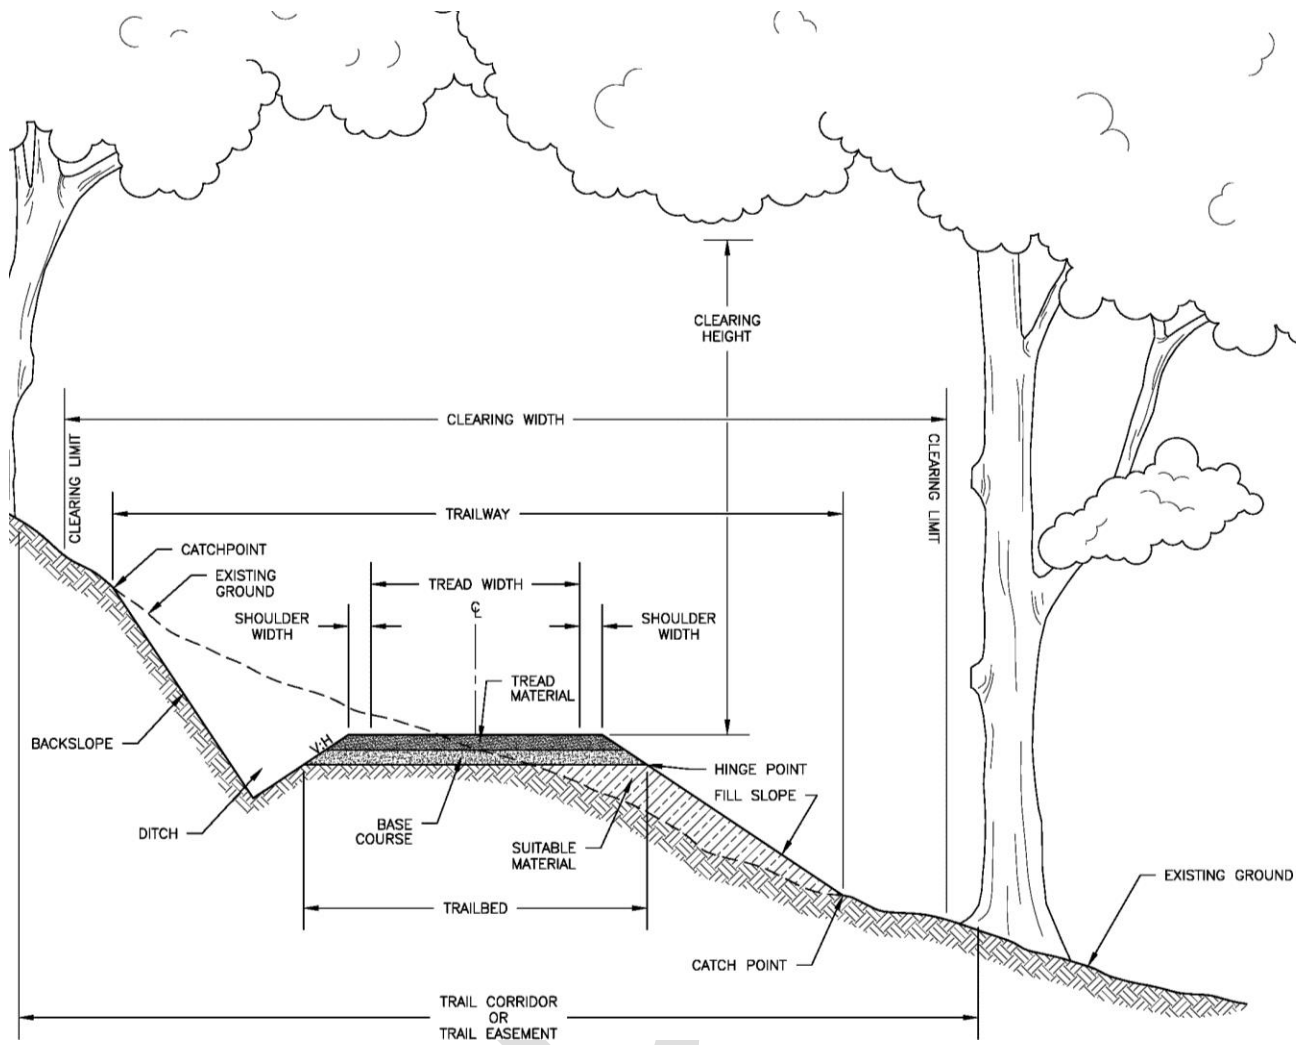 CLEARING
HEIGHT
CLEARING WIDTH
CLEARING LIMIT
CLEARING LIMIT
TRAILWAY
CATCHPOINT
EXISTING
GROUND
TREAD WIDTH
℄
SHOULDER
WIDTH
SHOULDER
WIDTH
TREAD
MATERIAL
BACKSLOPE
V:H
HINGE POINT
FILL SLOPE
DITCH
BASE
COURSE
SUITABLE
MATERIAL
EXISTING GROUND
TRAILBED
CATCH POINT
TRAIL CORRIDOR
OR
TRAIL EASEMENT